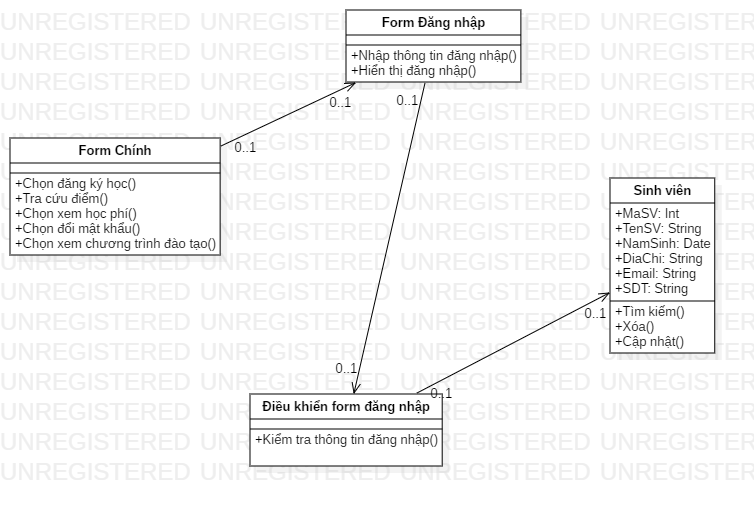 Form Đăng nhập
+Nhập thông tin đăng nhập()
+Hiển thị đăng nhập()
0..1
0..1
0..1
Form Chính
+Chọn đăng ký học()
+Tra cứu điểm()
+Chọn xem học phí()
+Chọn đổi mật khẩu()
+Chọn xem chương trình đào tạo()
Sinh viên
+MaSV: Int
+TenSV: String
+NamSinh: Date
+DiaChi: String
+Email: String
+SDT: String
+Tìm kiếm()
+Xóa()
+Cập nhật()
0..1
0..1
0..1
Điều khiển form đăng nhập
+Kiểm tra thông tin đăng nhập()
UNREGISTERED UNREGISTERED UNREGISTERED UNREGISTERED